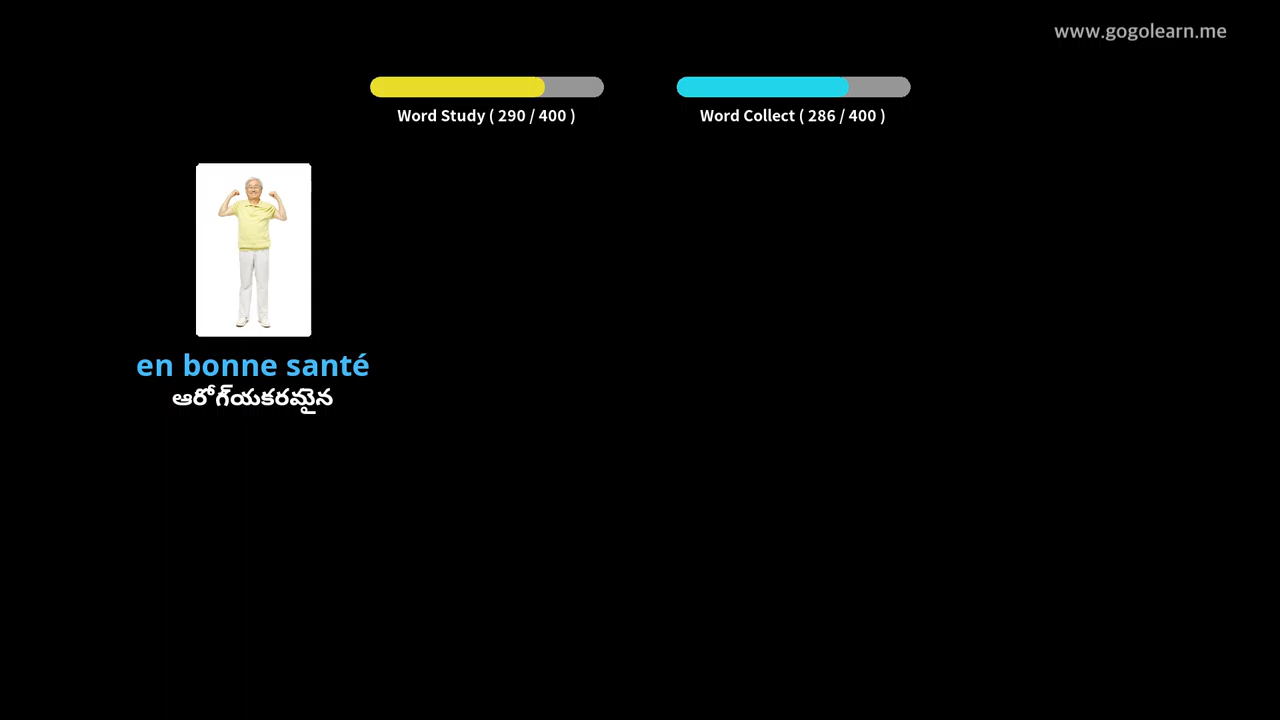 www.gogolearn.me
Word Study ( 290 / 400 )
Word Collect ( 286 / 400 )
en bonne santé
ఆరోగ్యకరమైన